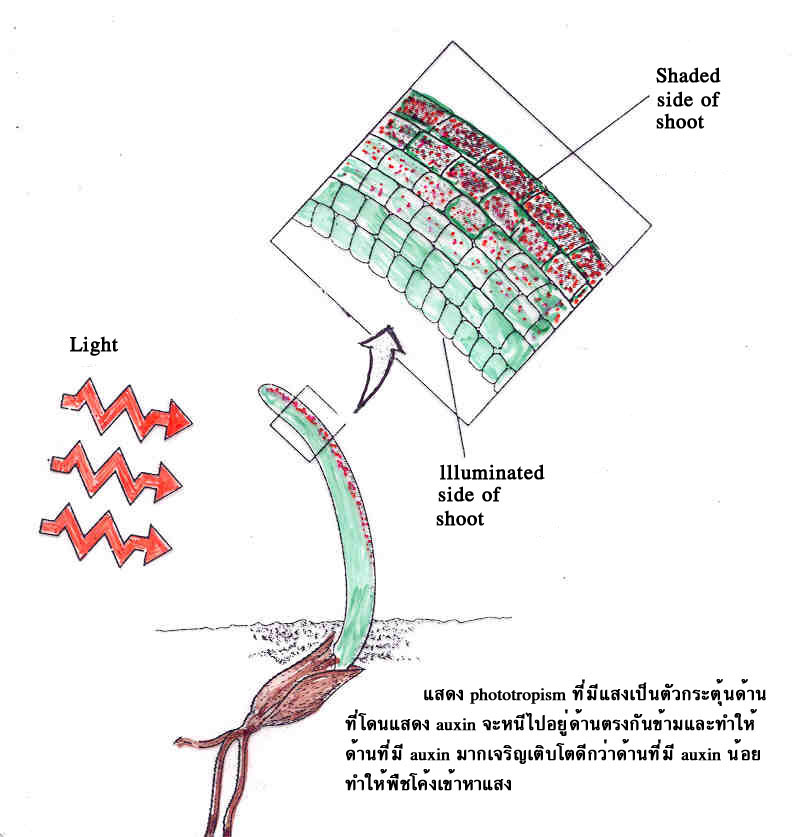 Shaded
side of
shoot
Light
Illuminated
side of
shoot
แสดง phototropism ที่มีแสงเป็นตัวกระตุ้นด้าน
ที่โดนแสดง auxin จะหนีไปอยู่ด้านตรงกันข้ามและทำให้
ด้านที่มี auxin มากเจริญเติบโตดีกว่าด้านที่มี auxin น้อย
ทำให้พืชโค้งเข้าหาแสง